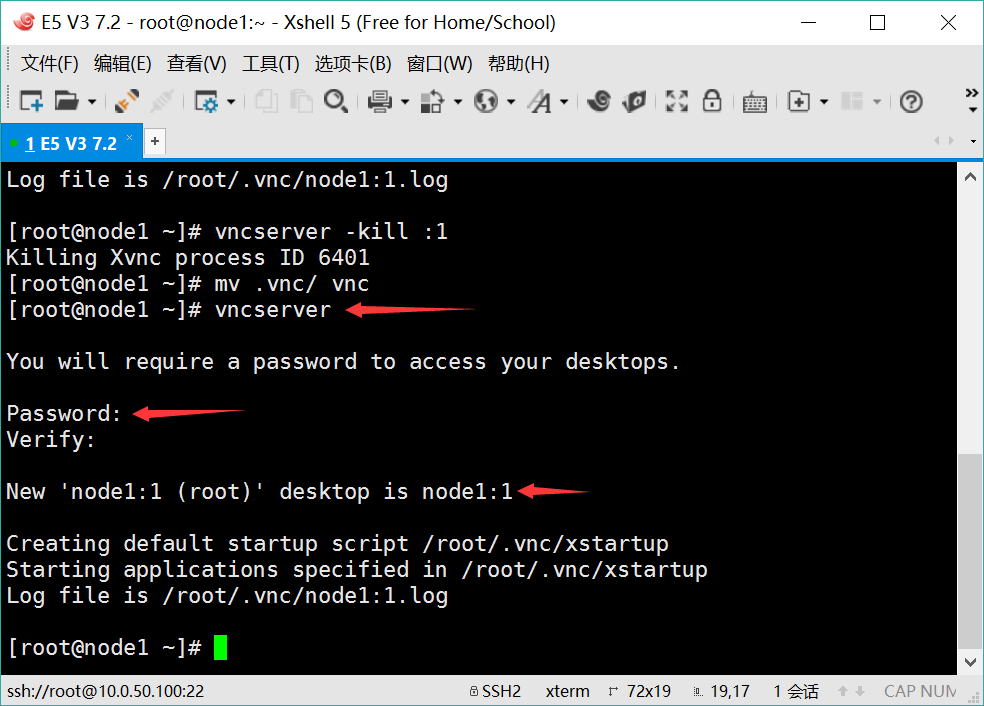 E5 V3 7.2 - root@node1:~ - Xshell 5 (Free for Home/School)
文件(F) 编辑(E) 查看(V) 工具(T) 选项卡(B) 窗口(W) 帮助(H)
1 E5 V3 7.2
Log file is /root/.vnc/node1:1.log
[root@node1 ~]# vncserver -kill :1
Killing Xvnc process ID 6401
[root@node1 ~]# mv .vnc/ vnc
[root@node1 ~]# vncserver
You will require a password to access your desktops.
Password:
Verify:
New 'node1:1 (root)' desktop is node1:1
Creating default startup script /root/.vnc/xstartup
Starting applications specified in /root/.vnc/xstartup
Log file is /root/.vnc/node1:1.log
[root@node1 ~]#
ssh://root@10.0.50.100:22 SSH2 xterm 72x19 19,17 1 会话 CAP NUM